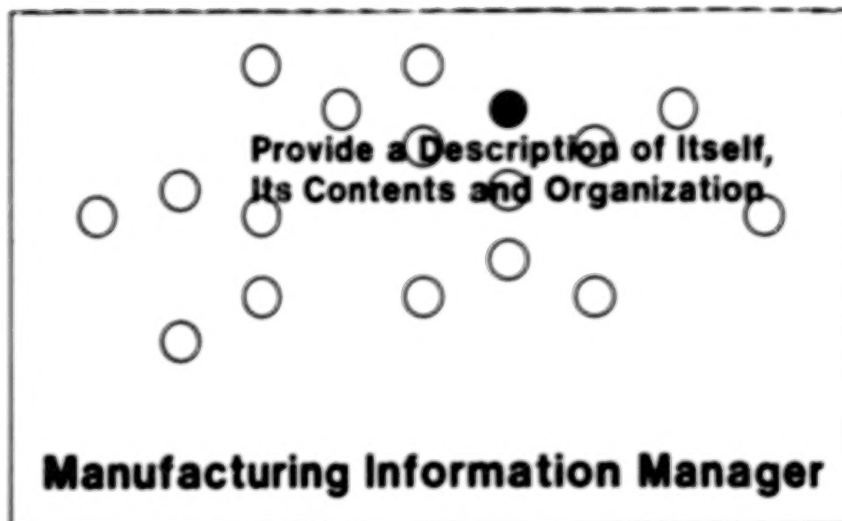 Provide a Description of Itself,
Its Contents and Organization
Manufacturing Information Manager